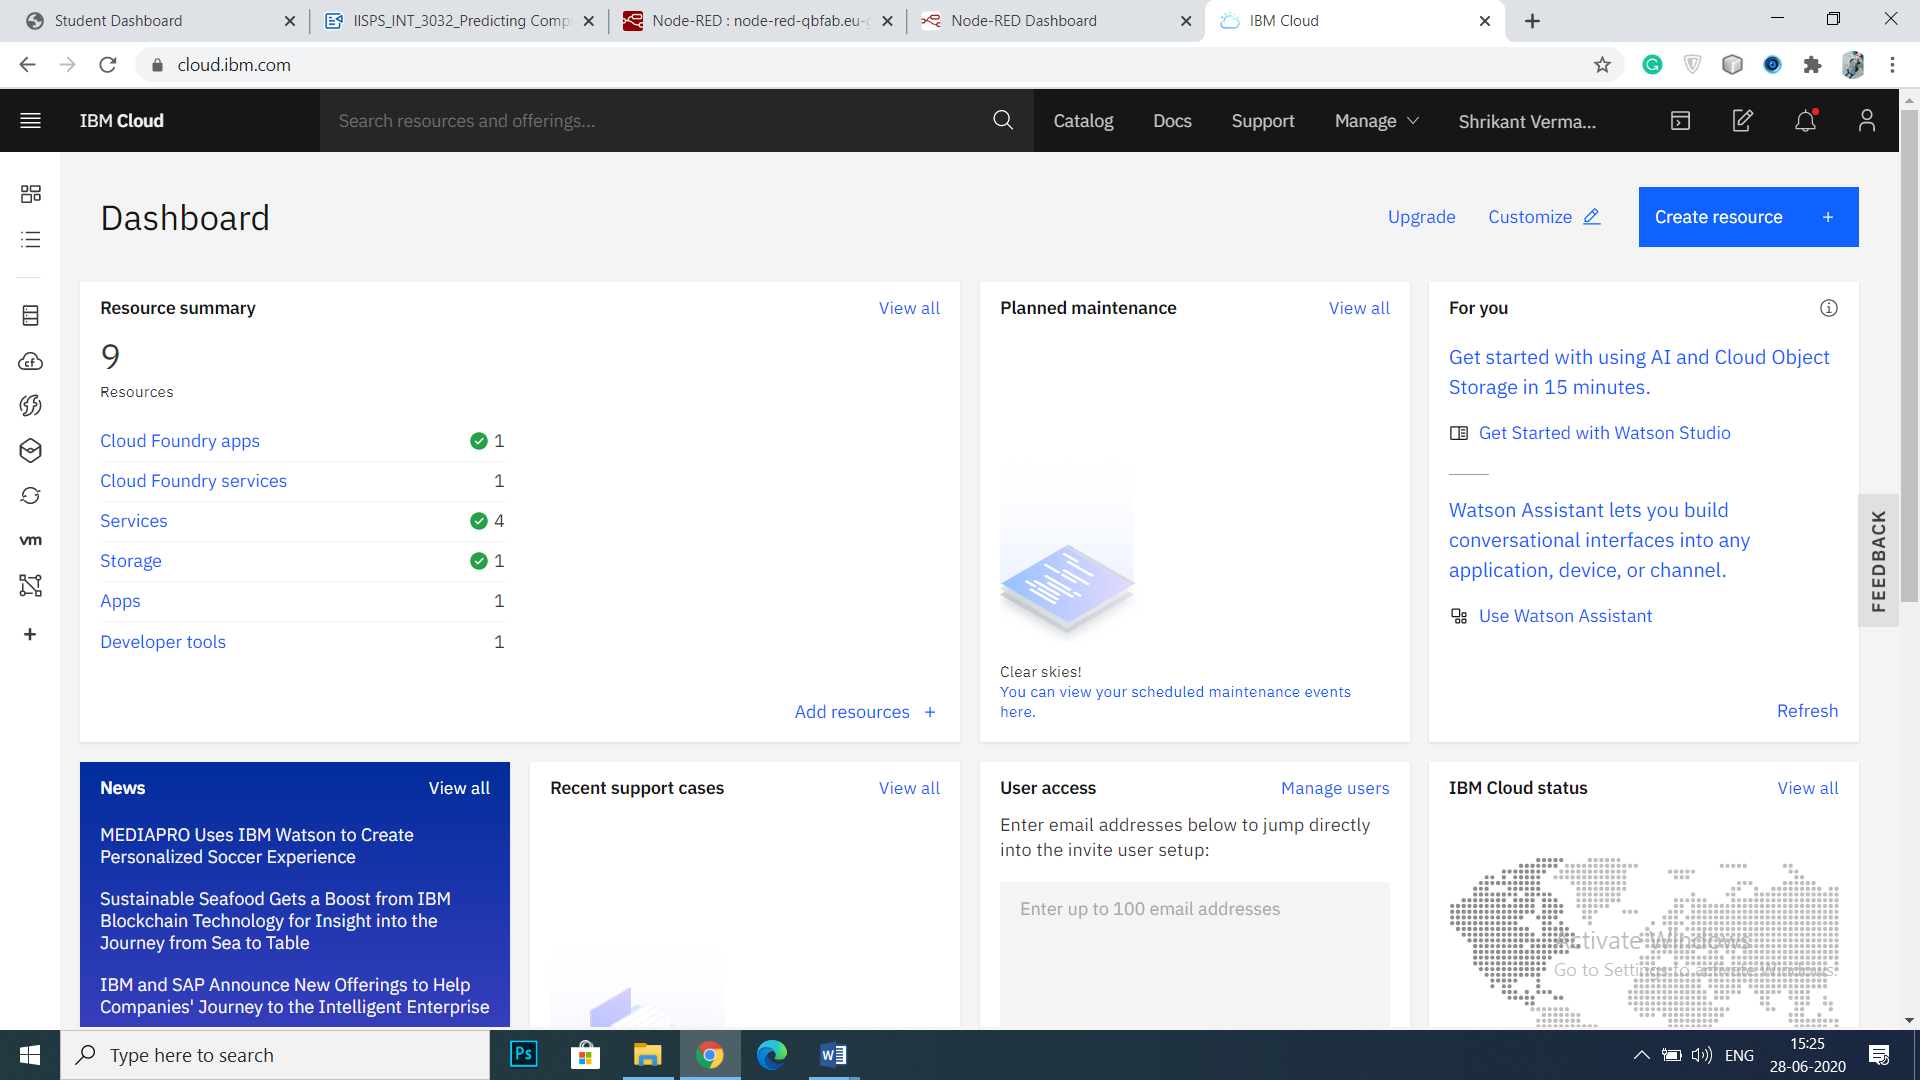 Student Dashboard
IISPS_INT_3032_Predicting Comp
Node-RED : node-red-qbfab.eu-g
Node-RED Dashboard
IBM Cloud
cloud.ibm.com
IBM Cloud
Search resources and offerings...
Catalog
Docs
Support
Manage
Shrikant Verma...
Dashboard
Upgrade
Customize
Create resource +
Resource summary
View all
9
Resources
Cloud Foundry apps 1
Cloud Foundry services 1
Services 4
Storage 1
Apps 1
Developer tools 1
Add resources +
Planned maintenance
View all
Clear skies!
You can view your scheduled maintenance events
here.
For you
Get started with using AI and Cloud Object
Storage in 15 minutes.
Get Started with Watson Studio
Watson Assistant lets you build
conversational interfaces into any
application, device, or channel.
Use Watson Assistant
Refresh
FEEDBACK
cf
vm
News
View all
MEDIAPRO Uses IBM Watson to Create
Personalized Soccer Experience
Sustainable Seafood Gets a Boost from IBM
Blockchain Technology for Insight into the
Journey from Sea to Table
IBM and SAP Announce New Offerings to Help
Companies' Journey to the Intelligent Enterprise
Recent support cases
View all
User access
Manage users
Enter email addresses below to jump directly
into the invite user setup:
Enter up to 100 email addresses
IBM Cloud status
View all
Activate Windows
Go to Settings to activate Windows.
Type here to search
Ps
ENG
15:25
28-06-2020